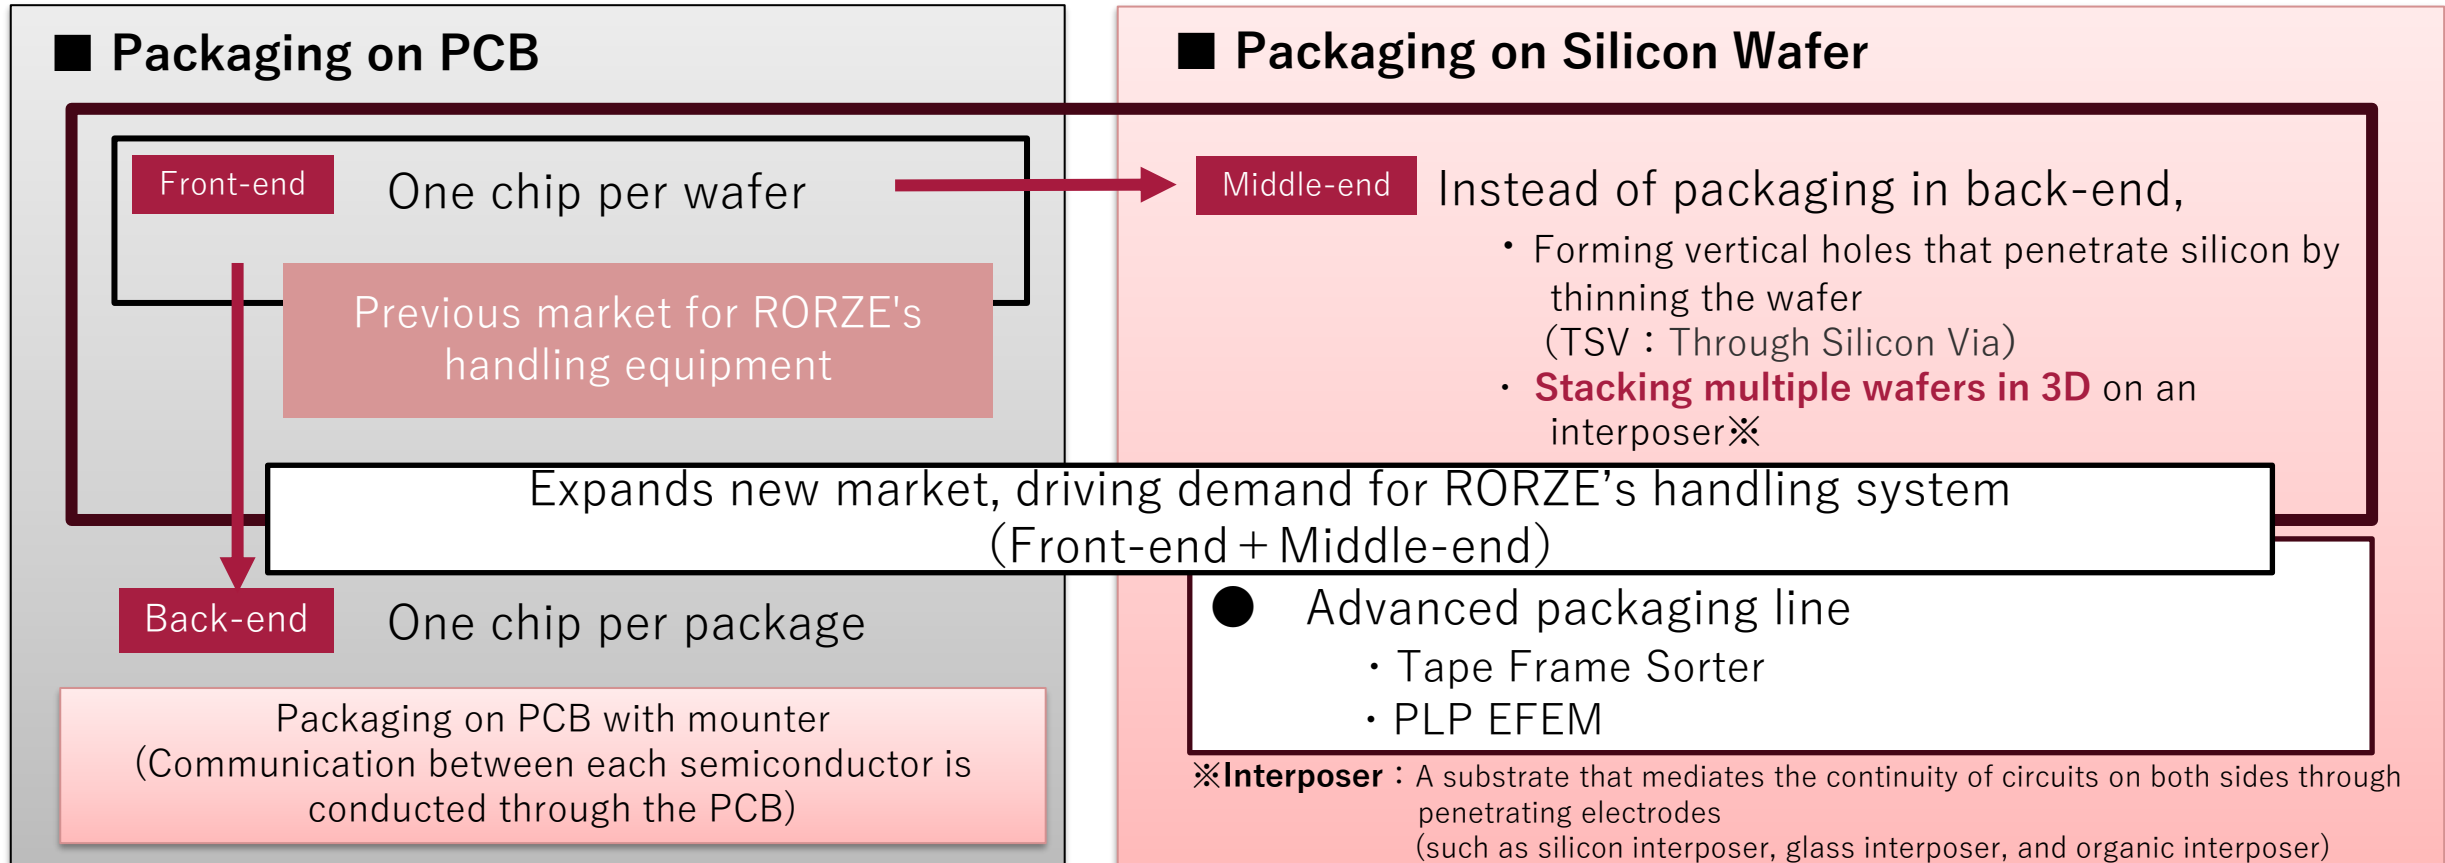 ■ Packaging on PCB
Front-end
One chip per wafer
Previous market for RORZE's
handling equipment
Back-end
One chip per package
Packaging on PCB with mounter
(Communication between each semiconductor is
conducted through the PCB)
■ Packaging on Silicon Wafer
Middle-end
Instead of packaging in back-end,
・Forming vertical holes that penetrate silicon by
thinning the wafer
(TSV：Through Silicon Via)
・Stacking multiple wafers in 3D on an
interposer※
Expands new market, driving demand for RORZE’s handling system
(Front-end＋Middle-end)
● Advanced packaging line
・Tape Frame Sorter
・PLP EFEM
※Interposer：A substrate that mediates the continuity of circuits on both sides through
penetrating electrodes
(such as silicon interposer, glass interposer, and organic interposer)